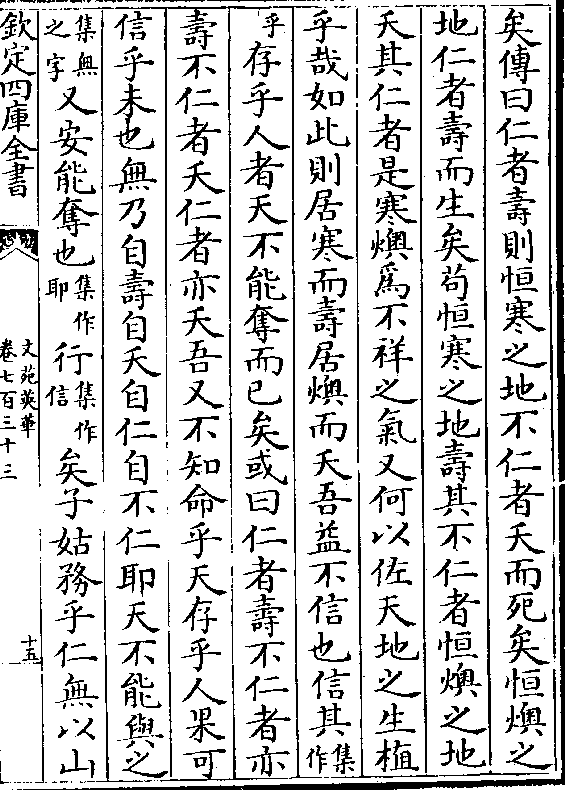 矣傳曰仁者壽則恒寒之地不仁者夭而死矣恒燠之
地仁者壽而生矣苟恒寒之地壽其不仁者恒燠之地
夭其仁者是寒燠爲不祥之氣又何以佐天地之生植
乎哉如此則居寒而壽居燠而夭吾益不信也信其集作
乎存乎人者天不能奪而已矣或曰仁者壽不仁者亦
壽不仁者夭仁者亦夭吾又不知命乎天存乎人果可
信乎未也無乃自壽自夭自仁自不仁耶天不能與之
集無之字又安能奪也集作耶行集作信矣子姑務乎仁無以山
欽定四庫全書
文苑英華
卷七百三十三
十五